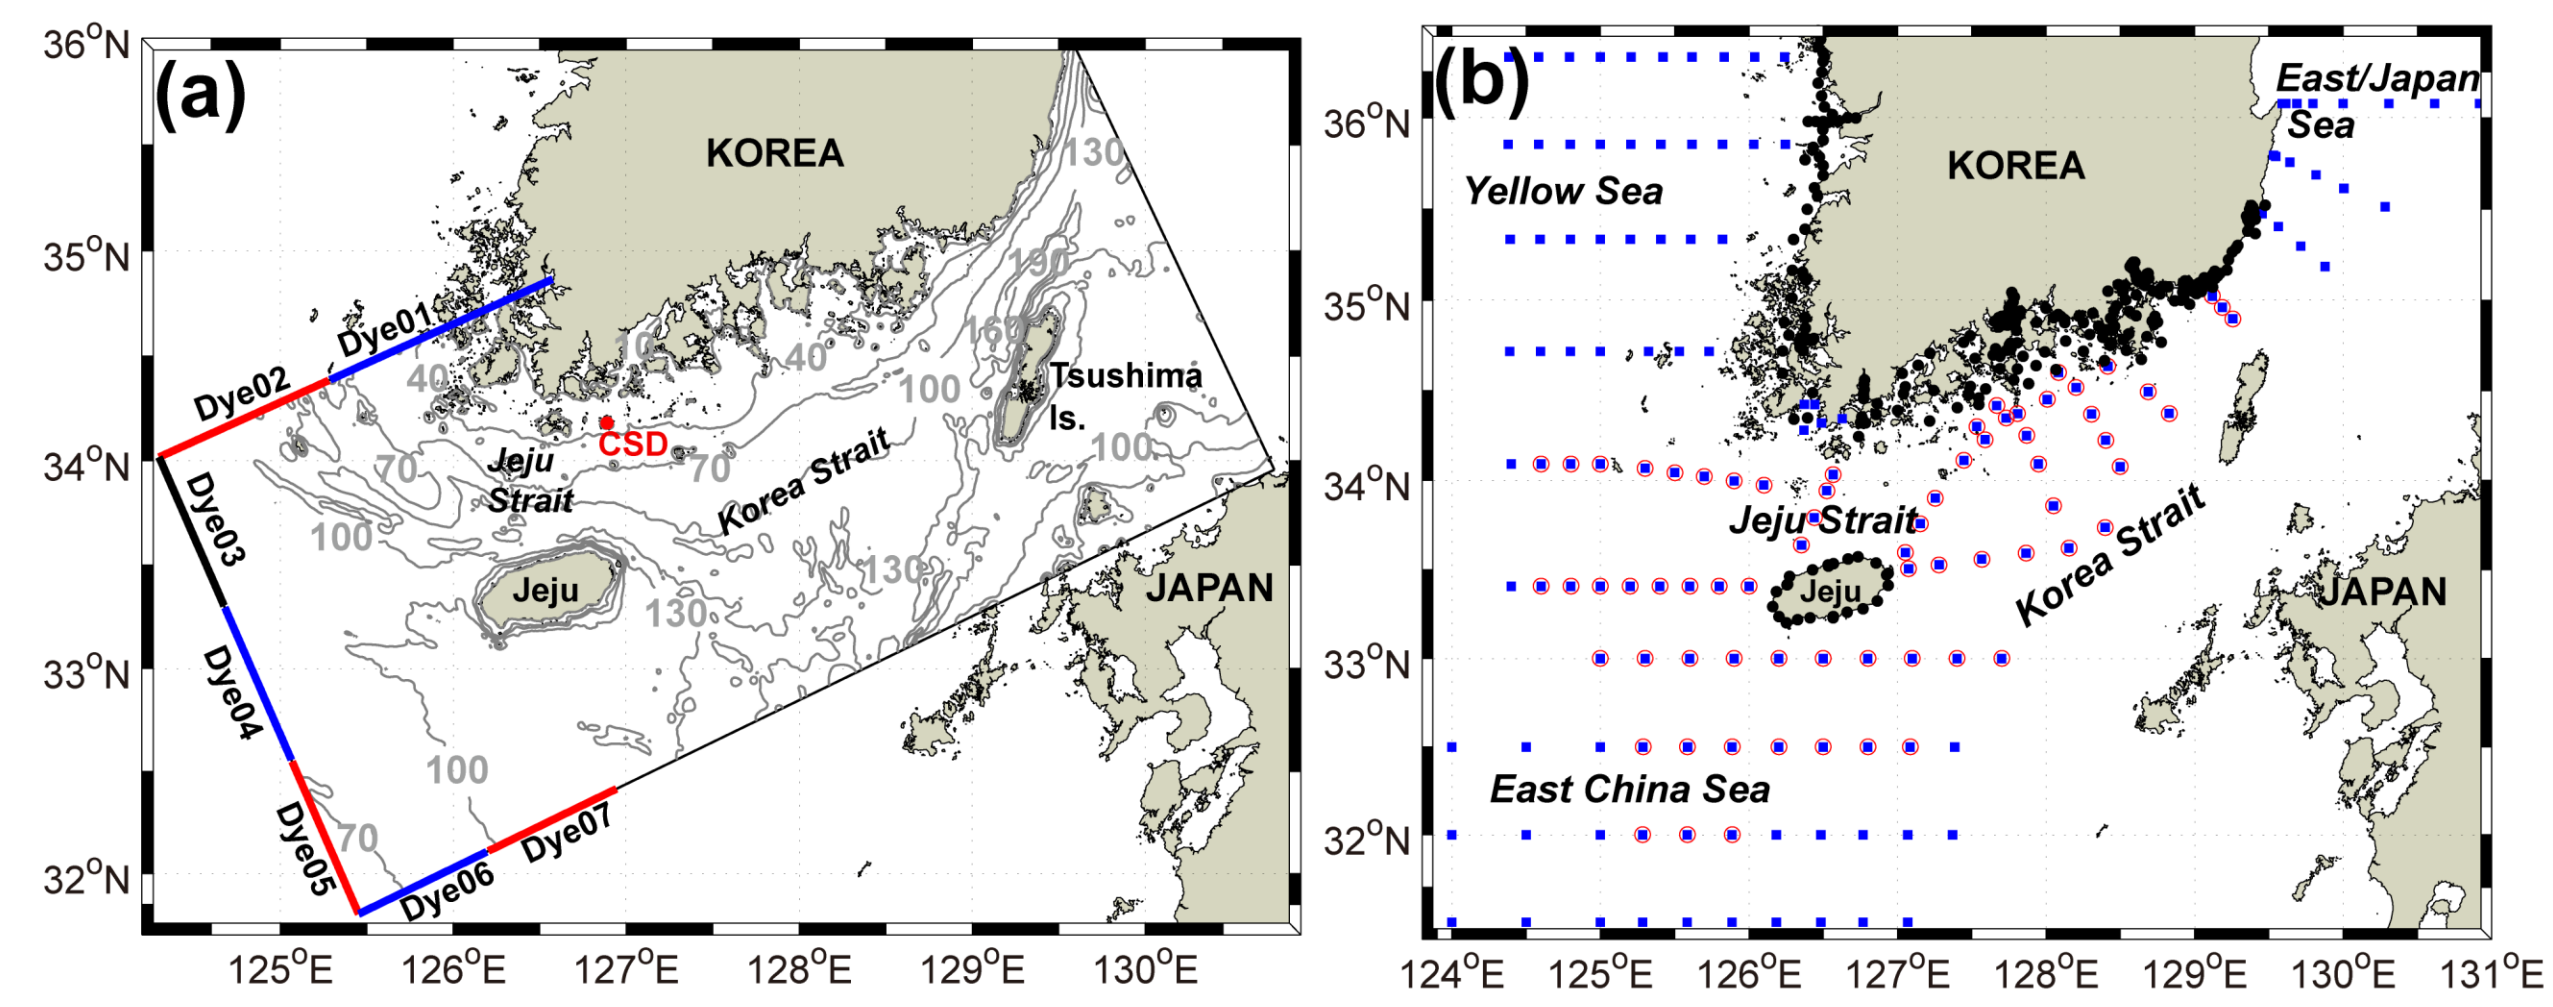 (a)
36°N
35°N
34°N
33°N
32°N
125°E
126°E
127°E
128°E
129°E
130°E
KOREA
130
190
160
Dye01
Dye02
40
10
40
100
Tsushima
Is.
CSD
Jeju
Strait
70
70
Korea Strait
100
Dye03
100
130
Jeju
130
JAPAN
Dye04
100
Dye05
70
Dye06
Dye07
(b)
36°N
35°N
34°N
33°N
32°N
124°E
125°E
126°E
127°E
128°E
129°E
130°E
131°E
East/Japan
Sea
KOREA
Yellow Sea
Jeju Strait
Korea Strait
Jeju
JAPAN
East China Sea